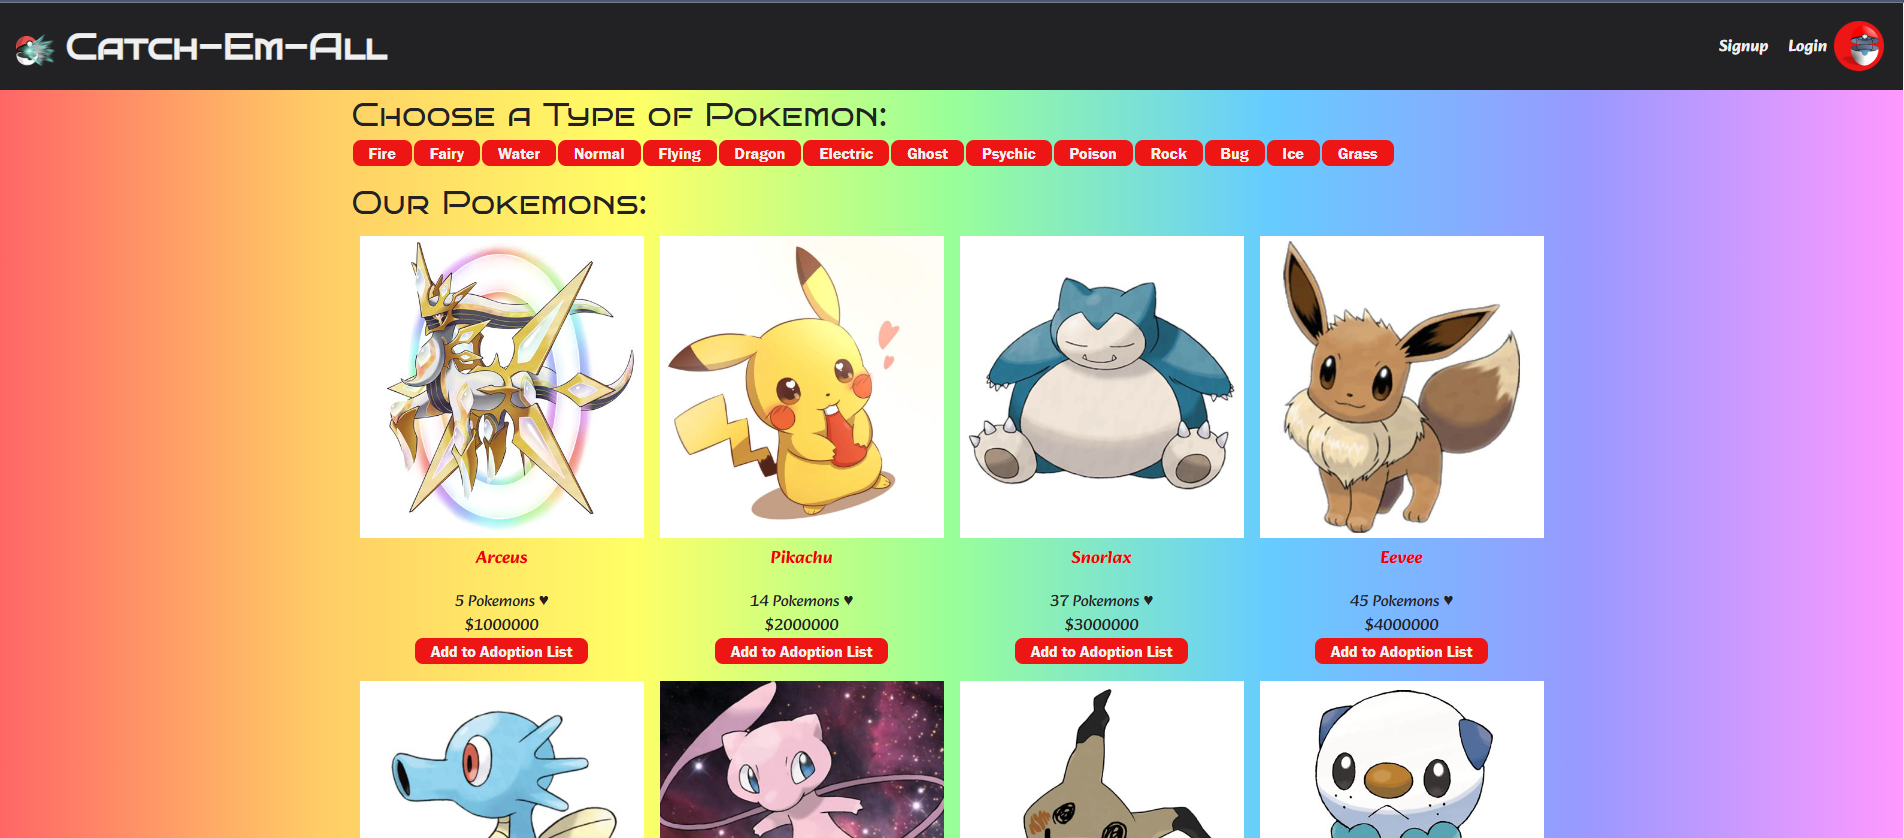 Catch-Em-All
Signup Login
Choose a Type of Pokemon:
Fire Fairy Water Normal Flying Dragon Electric Ghost Psychic Poison Rock Bug Ice Grass
Our Pokemons:
Arceus Pikachu Snorlax Eevee
5 Pokemons ♥ 14 Pokemons ♥ 37 Pokemons ♥ 45 Pokemons ♥
$1000000 $2000000 $3000000 $4000000
Add to Adoption List Add to Adoption List Add to Adoption List Add to Adoption List